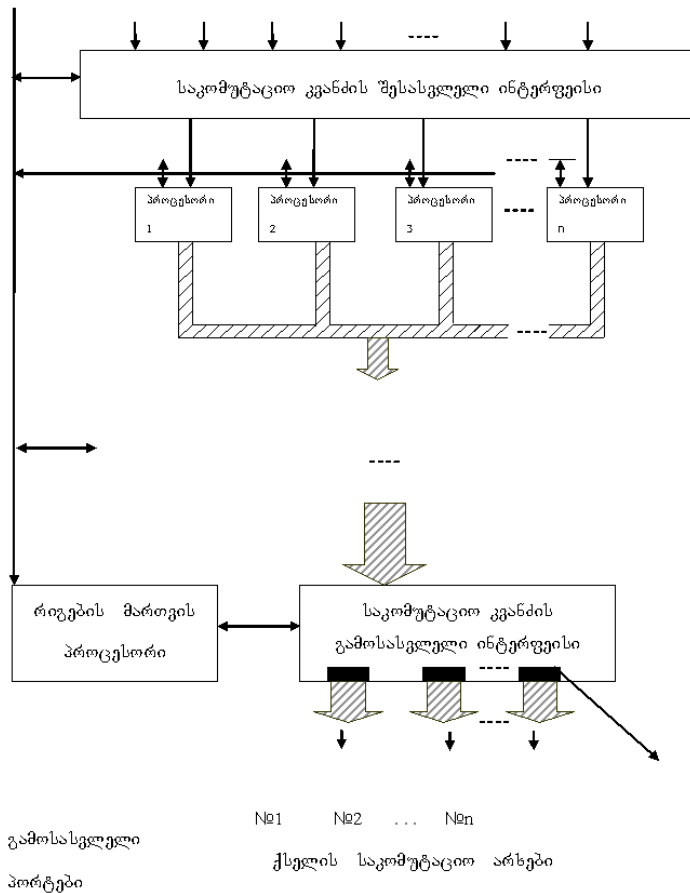 საკომუტაციო კვანძის შესასვლელი ინტერფეისი
პროცესორი
1
პროცესორი
2
პროცესორი
3
პროცესორი
n
რიგების მართვის
პროცესორი
საკომუტაციო კვანძის
გამოსასვლელი ინტერფეისი
№1 №2 ... №n
გამოსასვლელი
პორტები
ქსელის საკომუტაციო არხები